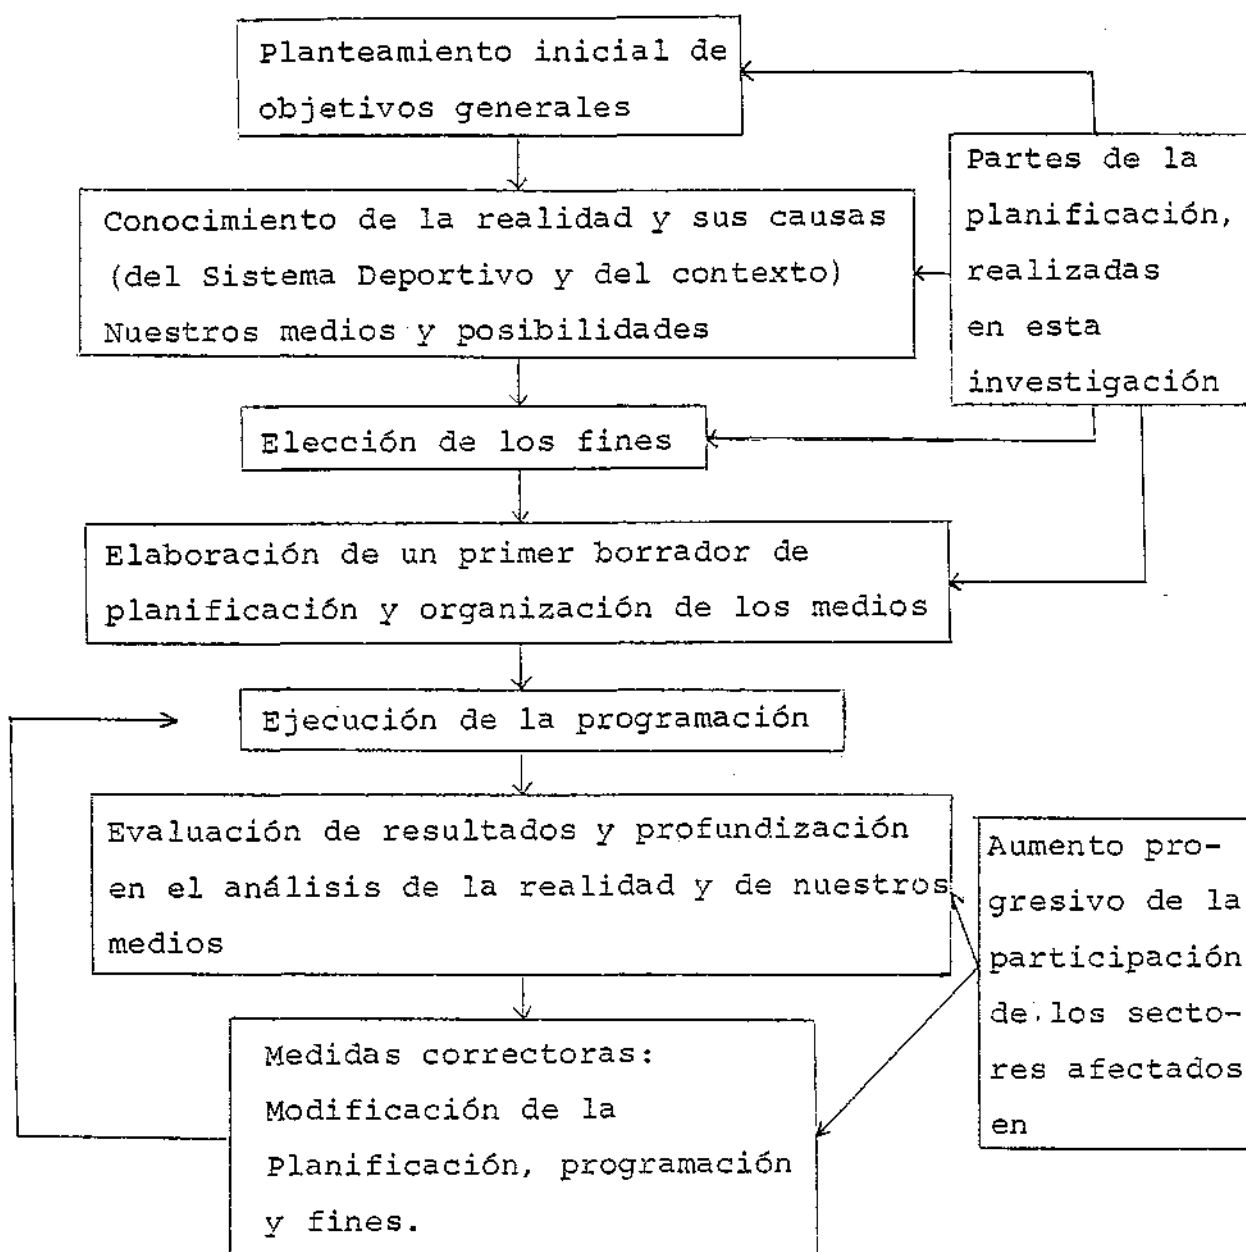 Planteamiento inicial de
objetivos generales
Partes de la
planificación,
realizadas
en esta
investigación
Conocimiento de la realidad y sus causas
(del Sistema Deportivo y del contexto)
Nuestros medios y posibilidades
Elección de los fines
Elaboración de un primer borrador de
planificación y organización de los medios
Ejecución de la programación
Evaluación de resultados y profundización
en el análisis de la realidad y de nuestros
medios
Aumento pro-
gresivo de la
participación
de los secto-
res afectados
en
Medidas correctoras:
Modificación de la
Planificación, programación
y fines.